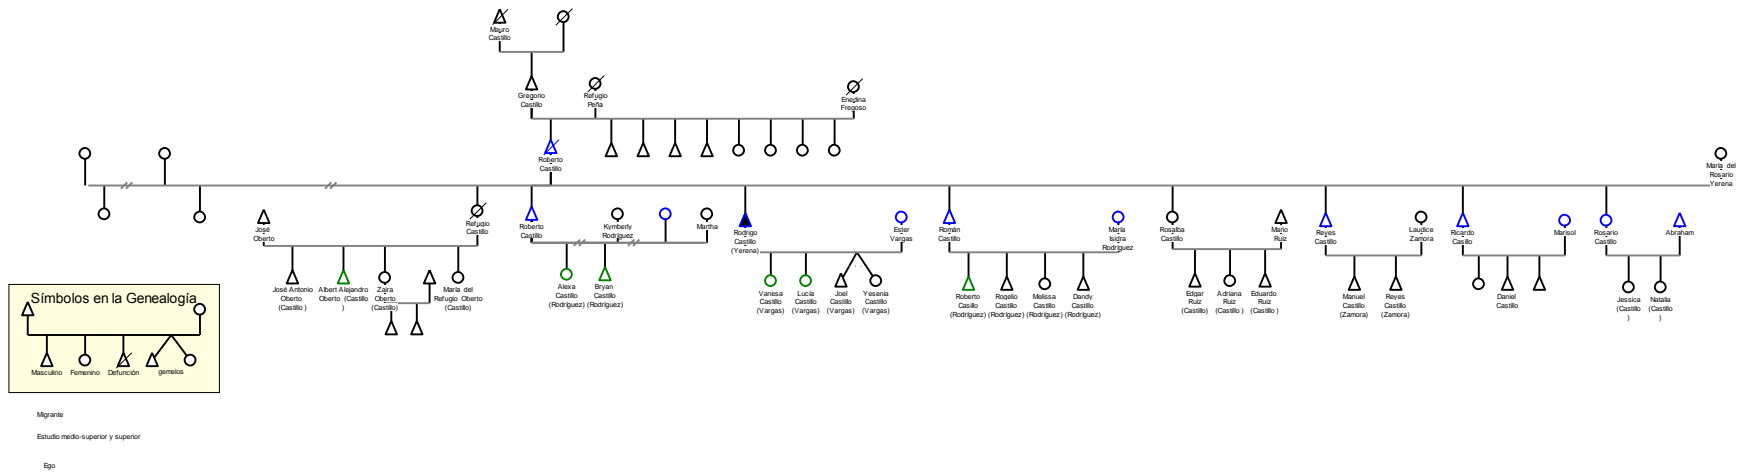 Mauro
Castillo
Gregorio
Castillo
Refugio
Peña
Enedina
Fregoso
Roberto
Castillo
María del
Rosario
Yerena
José
Oberto
Refugio
Castillo
Roberto
Castillo
Kymberly
Rodríguez
Martha
Rodrigo
Castillo
(Yerena)
Ester
Vargas
Román
Castillo
María
Isidra
Rodríguez
Rosalba
Castillo
Mario
Ruiz
Reyes
Castillo
Laudice
Zamora
Ricardo
Casillo
Marisol
Rosario
Castillo
Abraham
José Antonio
Oberto
(Castillo )
Albert Alejandro
Oberto (Castillo
)
Zaira
Oberto
(Castillo)
María del
Refugio Oberto
(Castillo)
Alexa
Castillo
(Rodríguez)
Bryan
Castillo
(Rodríguez)
Vanesa
Castillo
(Vargas)
Lucía
Castillo
(Vargas)
Joel
Castillo
(Vargas)
Yesenia
Castillo
(Vargas)
Roberto
Casillo
(Rodríguez)
Rogelio
Castillo
(Rodríguez)
Melissa
Castillo
(Rodríguez)
Dandy
Castillo
(Rodríguez)
Edgar
Ruiz
(Castillo)
Adriana
Ruiz
(Castillo )
Eduardo
Ruiz
(Castillo )
Manuel
Castillo
(Zamora)
Reyes
Castillo
(Zamora)
Daniel
Castillo
Jessica
(Castillo
)
Natalia
(Castillo
)
Símbolos en la Genealogía
Masculino
Femenino
Defunción
gemelos
Migrante
Estudio medio-superior y superior
Ego